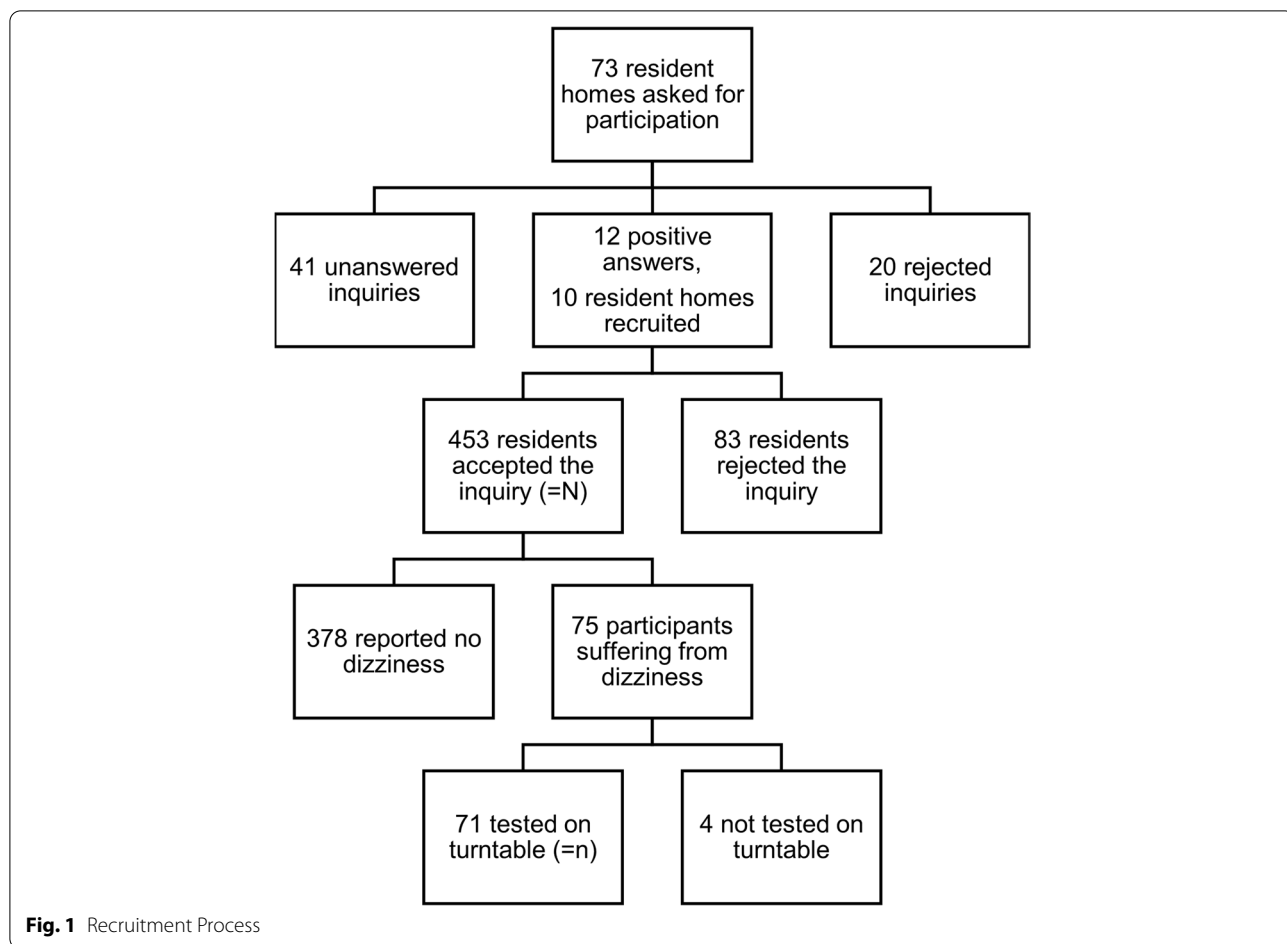 73 resident
homes asked for
participation
41 unanswered
inquiries
12 positive
answers,
10 resident homes
recruited
20 rejected
inquiries
453 residents
accepted the
inquiry (=N)
83 residents
rejected the
inquiry
378 reported no
dizziness
75 participants
suffering from
dizziness
71 tested on
turntable (=n)
4 not tested on
turntable
Fig. 1 Recruitment Process